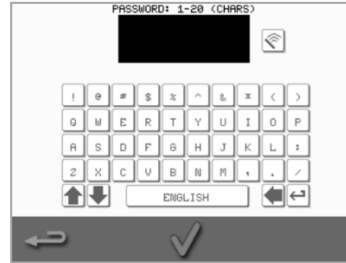 PASSWORD: 1-20 (CHARS)
! @ # $ % ^ & * ( )
Q W E R T Y U I O P
A S D F G H J K L :
Z X C V B N M , . /
ENGLISH